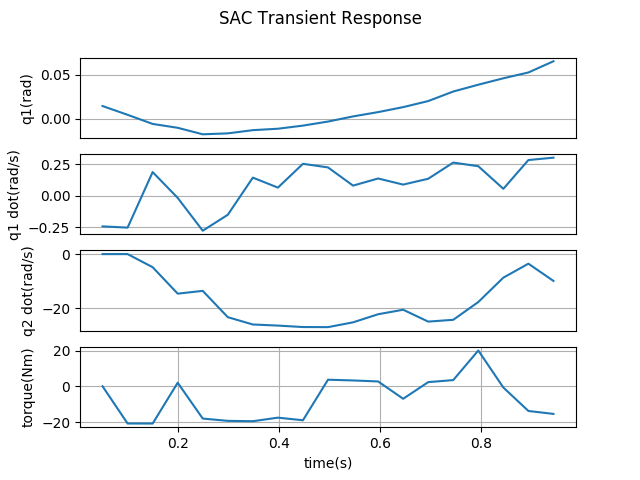 SAC Transient Response
q1(rad)
0.05
0.00
q1 dot(rad/s)
0.25
0.00
−0.25
q2 dot(rad/s)
0
−20
torque(Nm)
20
0
−20
0.2 0.4 0.6 0.8
time(s)